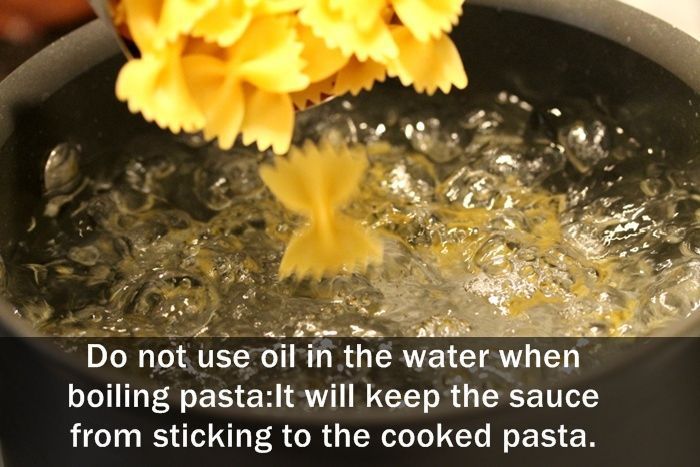 Do not use oil in the water when
boiling pasta:It will keep the sauce
from sticking to the cooked pasta.